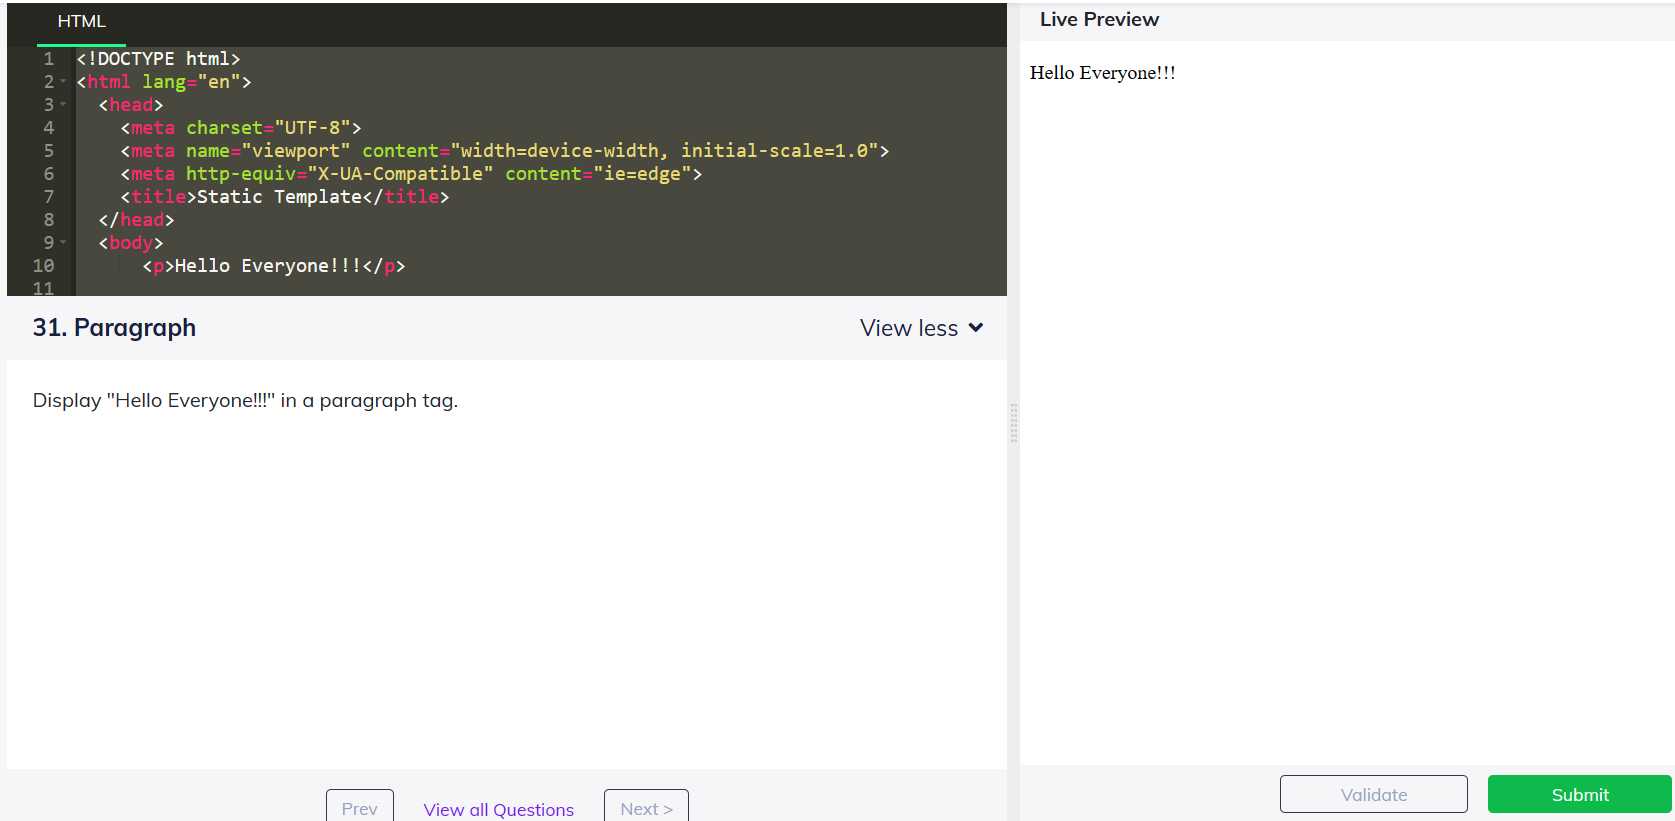 HTML
1 <!DOCTYPE html>
2 <html lang="en">
3 <head>
4 <meta charset="UTF-8">
5 <meta name="viewport" content="width=device-width, initial-scale=1.0">
6 <meta http-equiv="X-UA-Compatible" content="ie=edge">
7 <title>Static Template</title>
8 </head>
9 <body>
10 <p>Hello Everyone!!!</p>
11
31. Paragraph
View less
Display "Hello Everyone!!!" in a paragraph tag.
Prev
View all Questions
Next >
Live Preview
Hello Everyone!!!
Validate
Submit